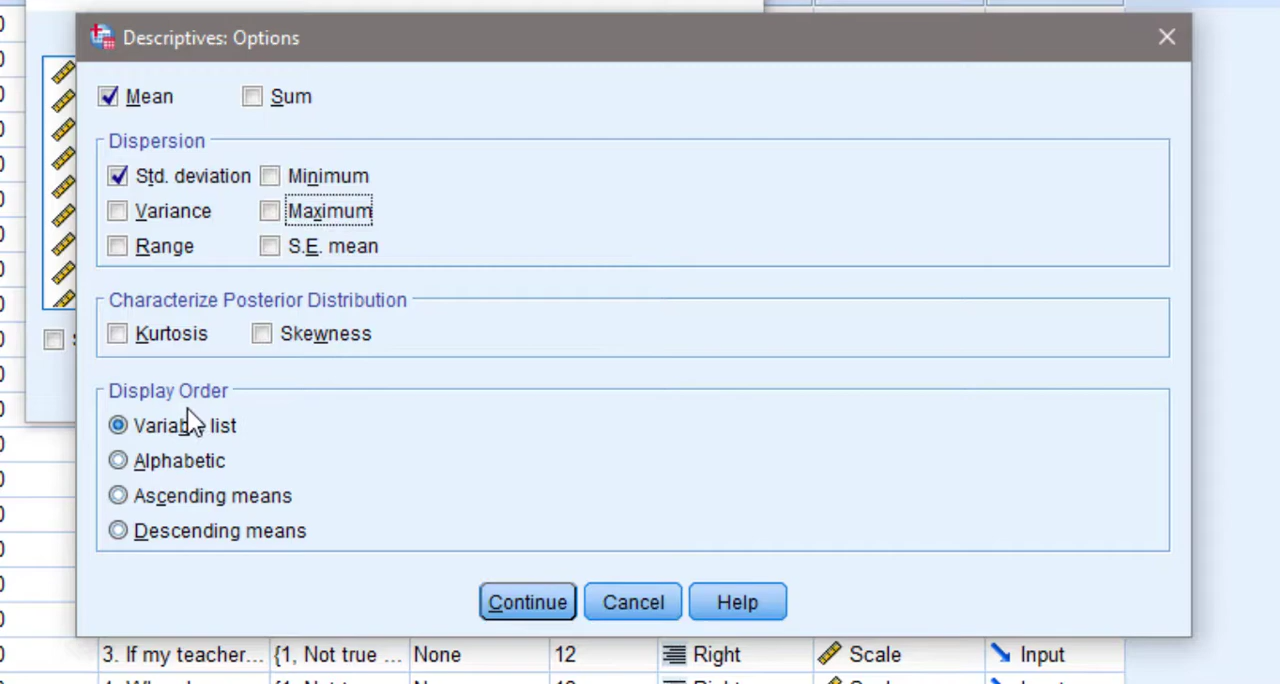 Descriptives: Options
Mean Sum
Dispersion
Std. deviation Minimum
Variance Maximum
Range S.E. mean
Characterize Posterior Distribution
Kurtosis Skewness
Display Order
Variable list
Alphabetic
Ascending means
Descending means
Continue Cancel Help
3. If my teacher... {1, Not true ... None 12 Right Scale Input